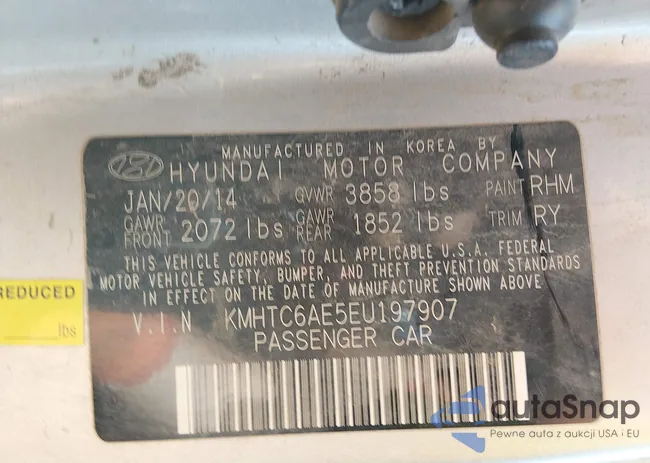 MANUFACTURED IN KOREA BY
HYUNDAI MOTOR COMPANY
JAN/20/14 GVWR 3858 lbs PAINT RHM
GAWR FRONT 2072 lbs GAWR REAR 1852 lbs TRIM RY
THIS VEHICLE CONFORMS TO ALL APPLICABLE U.S.A. FEDERAL
MOTOR VEHICLE SAFETY, BUMPER, AND THEFT PREVENTION STANDARDS
IN EFFECT ON THE DATE OF MANUFACTURE SHOWN ABOVE
V.I.N KMHTC6AE5EU197907
PASSENGER CAR
REDUCED
lbs
autaSnap
Pewne auta z aukcji USA i EU